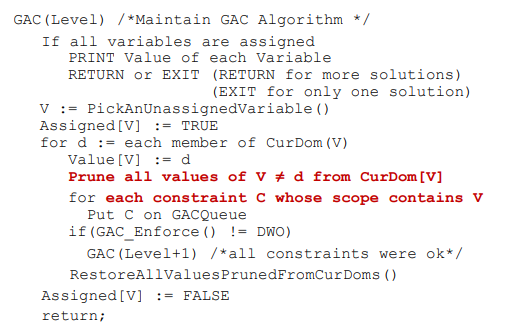 GAC(Level) /*Maintain GAC Algorithm */
If all variables are assigned
PRINT Value of each Variable
RETURN or EXIT (RETURN for more solutions)
(EXIT for only one solution)
V := PickAnUnassignedVariable()
Assigned[V] := TRUE
for d := each member of CurDom(V)
Value[V] := d
Prune all values of V ≠ d from CurDom[V]
for each constraint C whose scope contains V
Put C on GACQueue
if(GAC_Enforce() != DWO)
GAC(Level+1) /*all constraints were ok*/
RestoreAllValuesPrunedFromCurDoms()
Assigned[V] := FALSE
return;